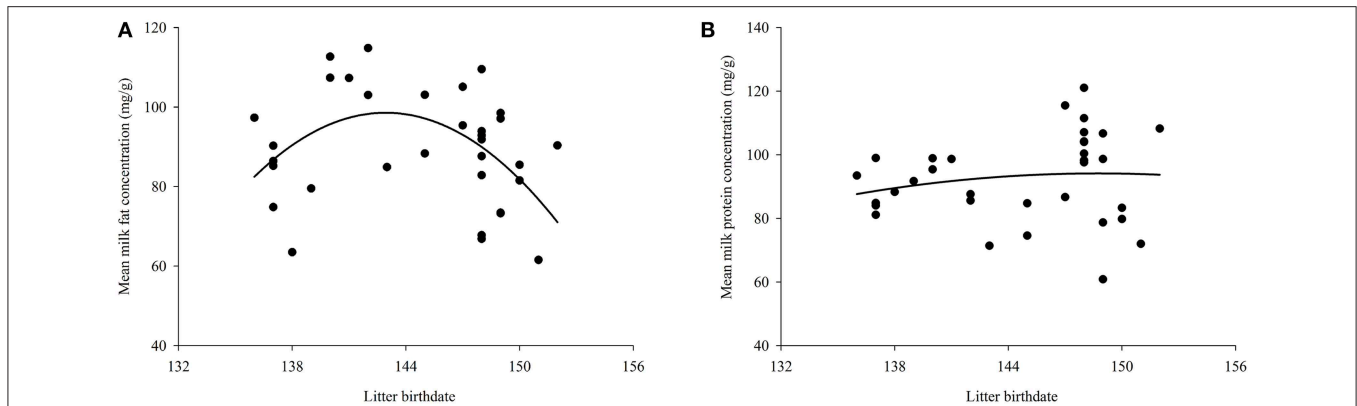 A
Mean milk fat concentration (mg/g)
120
100
80
60
40
132 138 144 150 156
Litter birthdate
B
Mean milk protein concentration (mg/g)
140
120
100
80
60
40
132 138 144 150 156
Litter birthdate